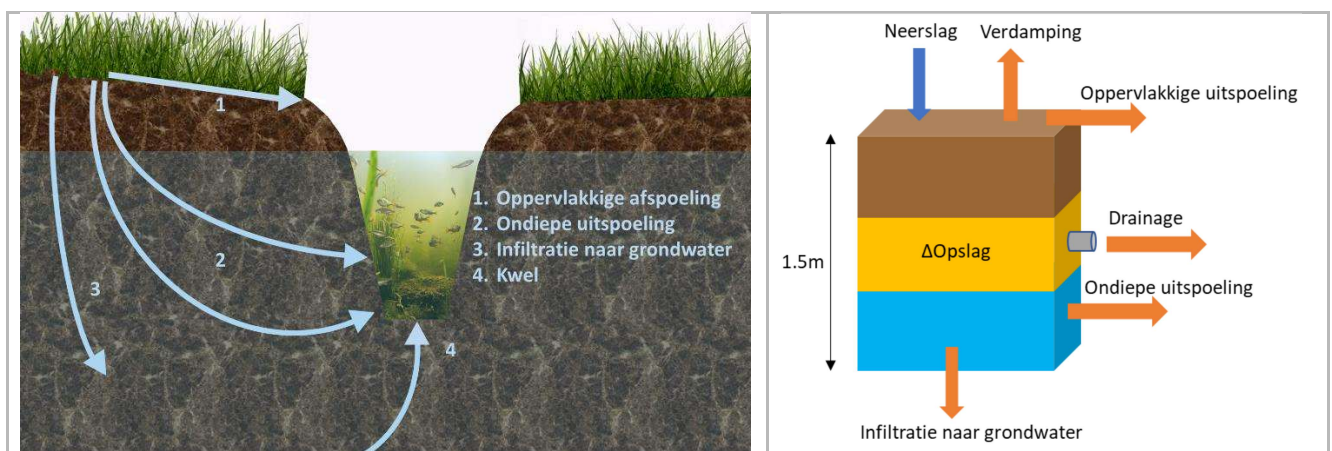 1
2
3
4
1. Oppervlakkige afspoeling
2. Ondiepe uitspoeling
3. Infiltratie naar grondwater
4. Kwel
Neerslag
Verdamping
Oppervlakkige uitspoeling
1.5m
ΔOpslag
Drainage
Ondiepe uitspoeling
Infiltratie naar grondwater